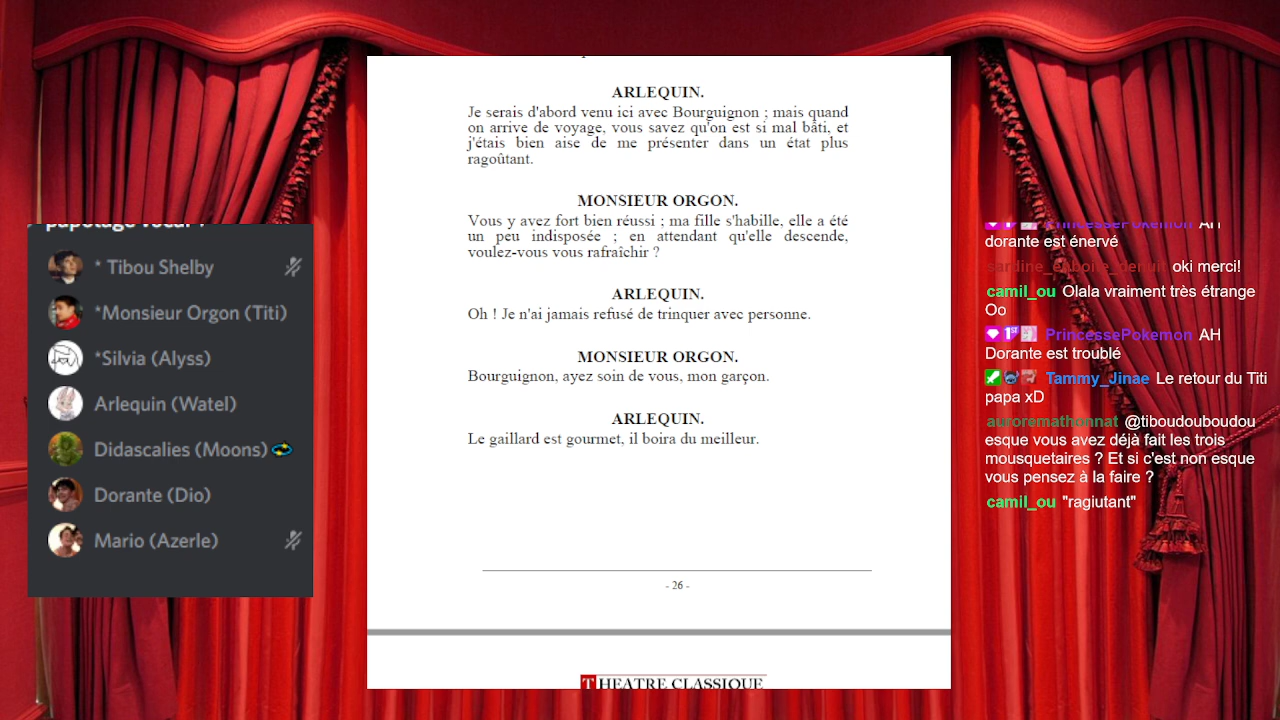 papotage vocal !
* Tibou Shelby
*Monsieur Orgon (Titi)
*Silvia (Alyss)
Arlequin (Watel)
Didascalies (Moons)
Dorante (Dio)
Mario (Azerle)
ARLEQUIN.
Je serais d'abord venu ici avec Bourguignon ; mais quand
on arrive de voyage, vous savez qu'on est si mal bâti, et
j'étais bien aise de me présenter dans un état plus
ragoûtant.
MONSIEUR ORGON.
Vous y avez fort bien réussi ; ma fille s'habille, elle a été
un peu indisposée ; en attendant qu'elle descende,
voulez-vous vous rafraîchir ?
ARLEQUIN.
Oh ! Je n'ai jamais refusé de trinquer avec personne.
MONSIEUR ORGON.
Bourguignon, ayez soin de vous, mon garçon.
ARLEQUIN.
Le gaillard est gourmet, il boira du meilleur.
- 26 -
THEATRE CLASSIQUE
PrincessePokemon AH
dorante est énervé
oki merci!
camil_ou Olala vraiment très étrange
Oo
1ST PrincessePokemon AH
Dorante est troublé
Tammy_Jinae Le retour du Titi
papa xD
auroremathonnat @tiboudouboudou
esque vous avez déjà fait les trois
mousquetaires ? Et si c'est non esque
vous pensez à la faire ?
camil_ou "ragiutant"